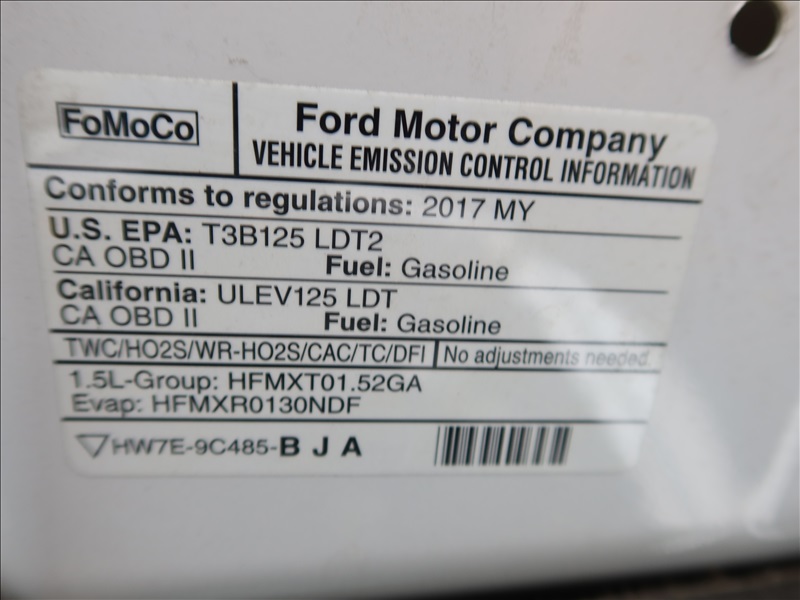 FoMoCo
Ford Motor Company
VEHICLE EMISSION CONTROL INFORMATION
Conforms to regulations: 2017 MY
U.S. EPA: T3B125 LDT2
CA OBD II Fuel: Gasoline
California: ULEV125 LDT
CA OBD II Fuel: Gasoline
TWC/HO2S/WR-HO2S/CAC/TC/DFI No adjustments needed.
1.5L-Group: HFMXT01.52GA
Evap: HFMXR0130NDF
HW7E-9C485-B J A